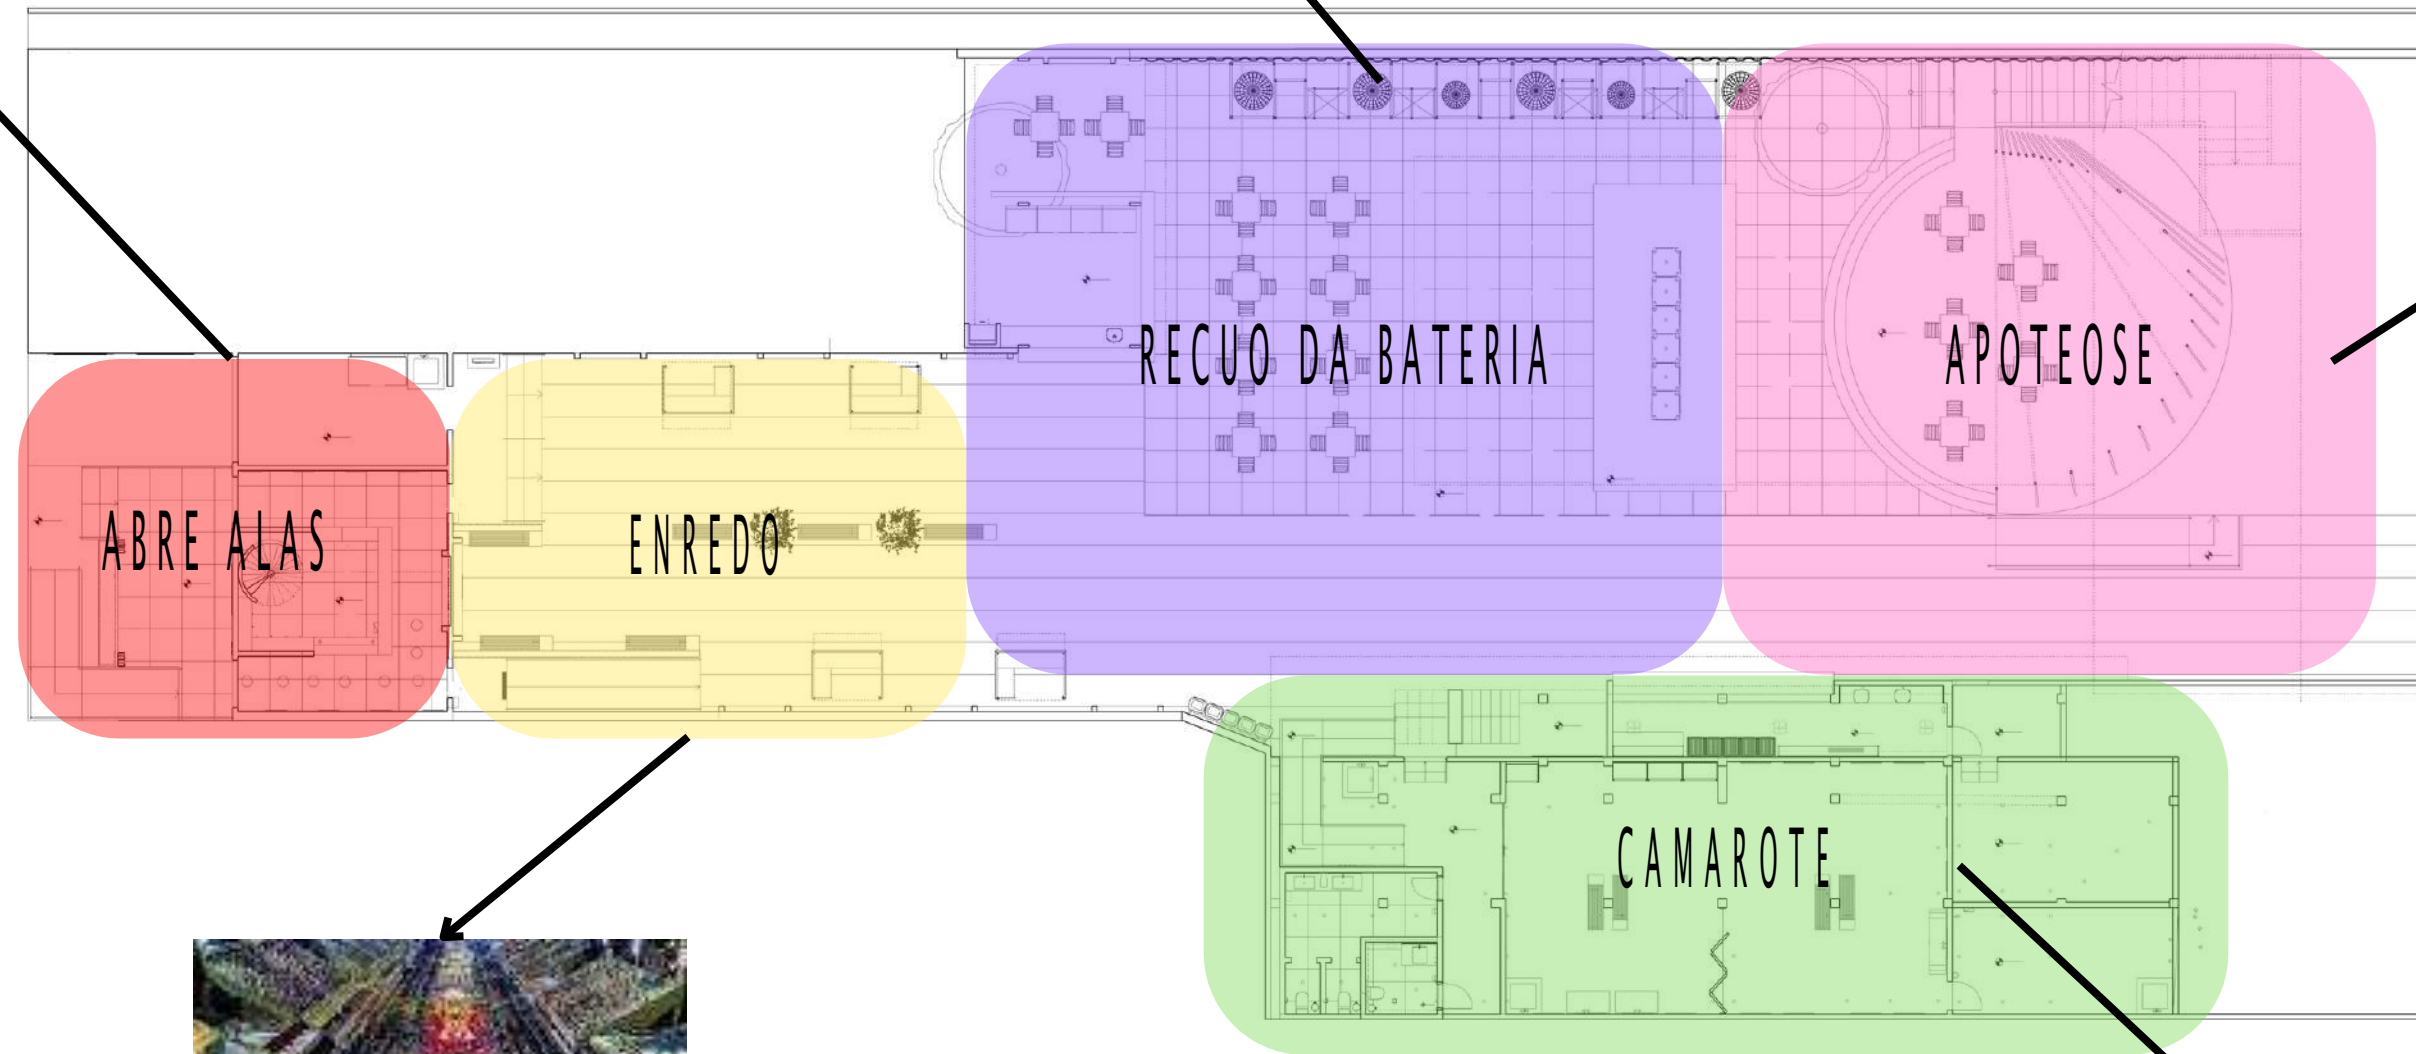 RECUO DA BATERIA
APOTEOSE
ABRE ALAS
ENREDO
CAMAROTE